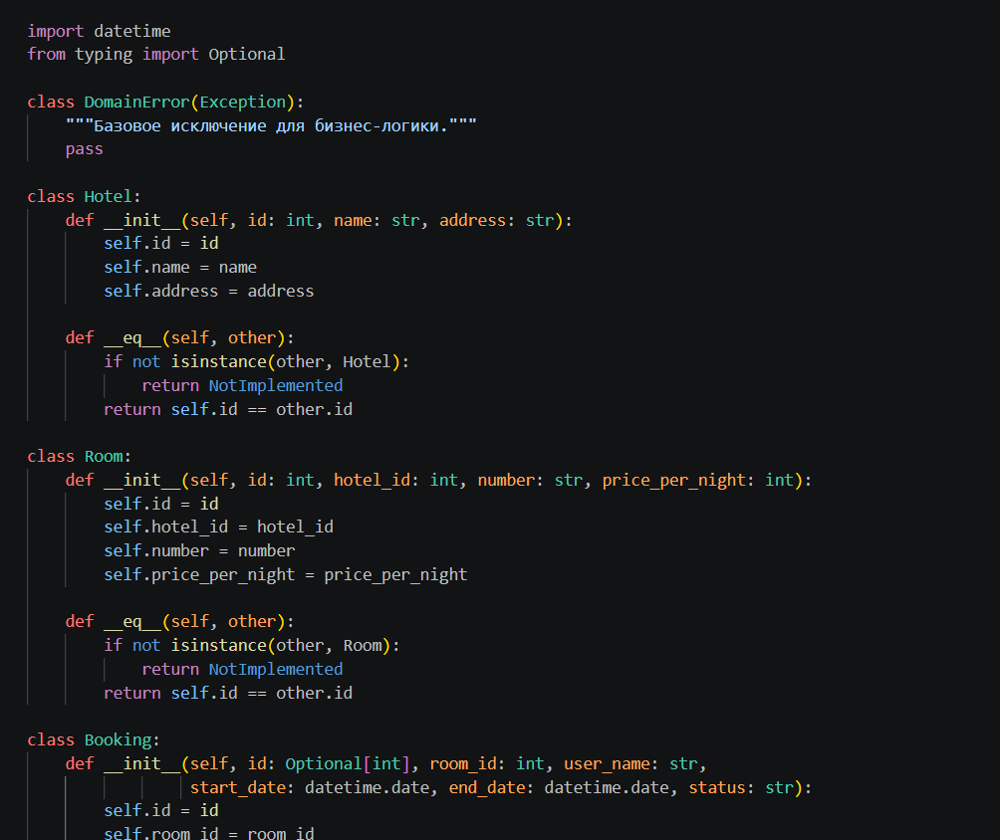 import datetime
from typing import Optional
class DomainError(Exception):
"""Базовое исключение для бизнес-логики."""
pass
class Hotel:
def __init__(self, id: int, name: str, address: str):
self.id = id
self.name = name
self.address = address
def __eq__(self, other):
if not isinstance(other, Hotel):
return NotImplemented
return self.id == other.id
class Room:
def __init__(self, id: int, hotel_id: int, number: str, price_per_night: int):
self.id = id
self.hotel_id = hotel_id
self.number = number
self.price_per_night = price_per_night
def __eq__(self, other):
if not isinstance(other, Room):
return NotImplemented
return self.id == other.id
class Booking:
def __init__(self, id: Optional[int], room_id: int, user_name: str,
start_date: datetime.date, end_date: datetime.date, status: str):
self.id = id
self.room_id = room_id